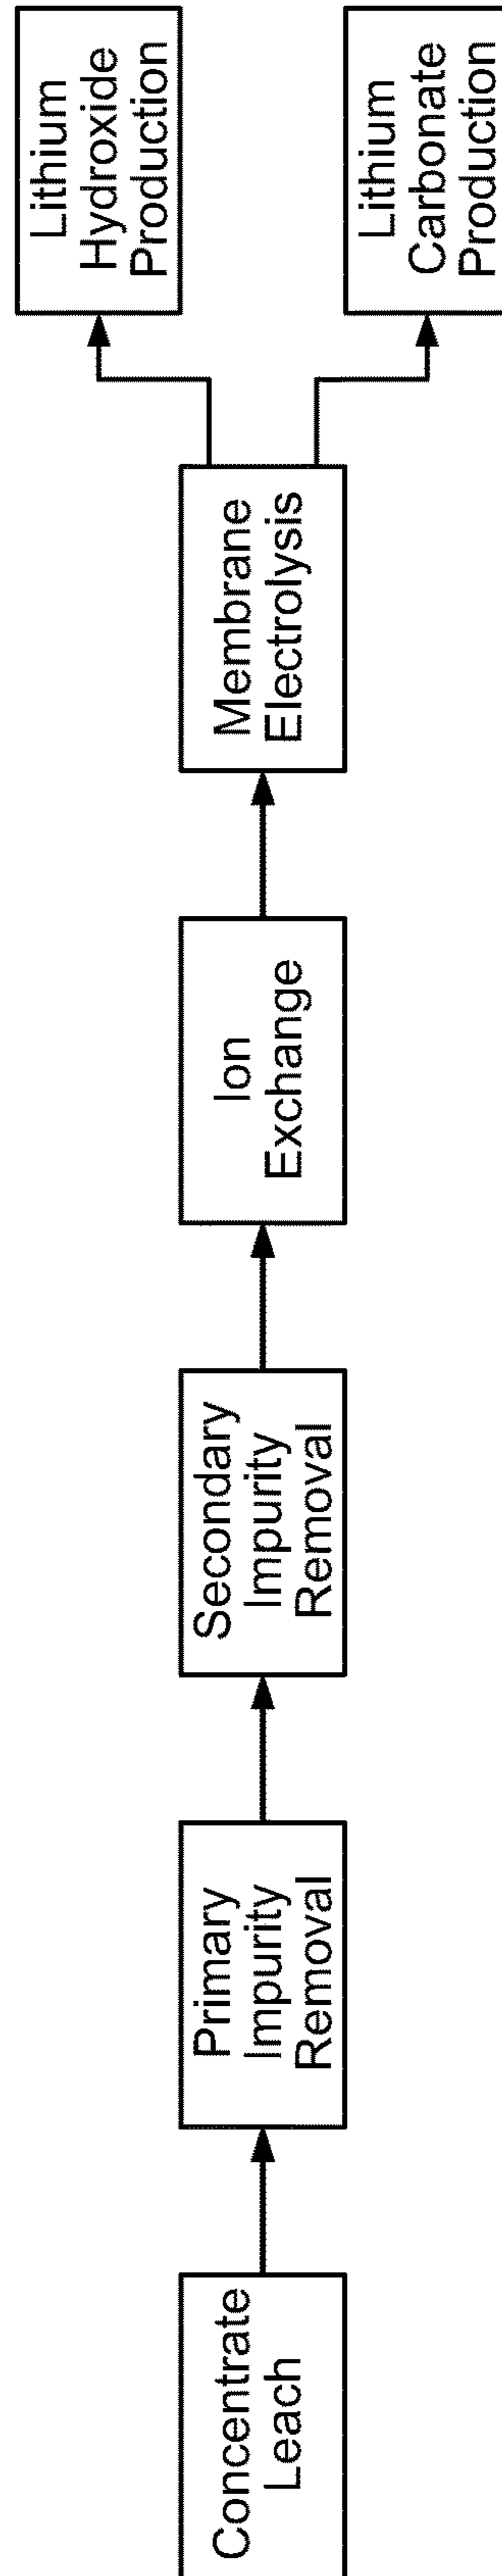 Concentrate
Leach
Primary
Impurity
Removal
Secondary
Impurity
Removal
Ion
Exchange
Membrane
Electrolysis
Lithium
Hydroxide
Production
Lithium
Carbonate
Production